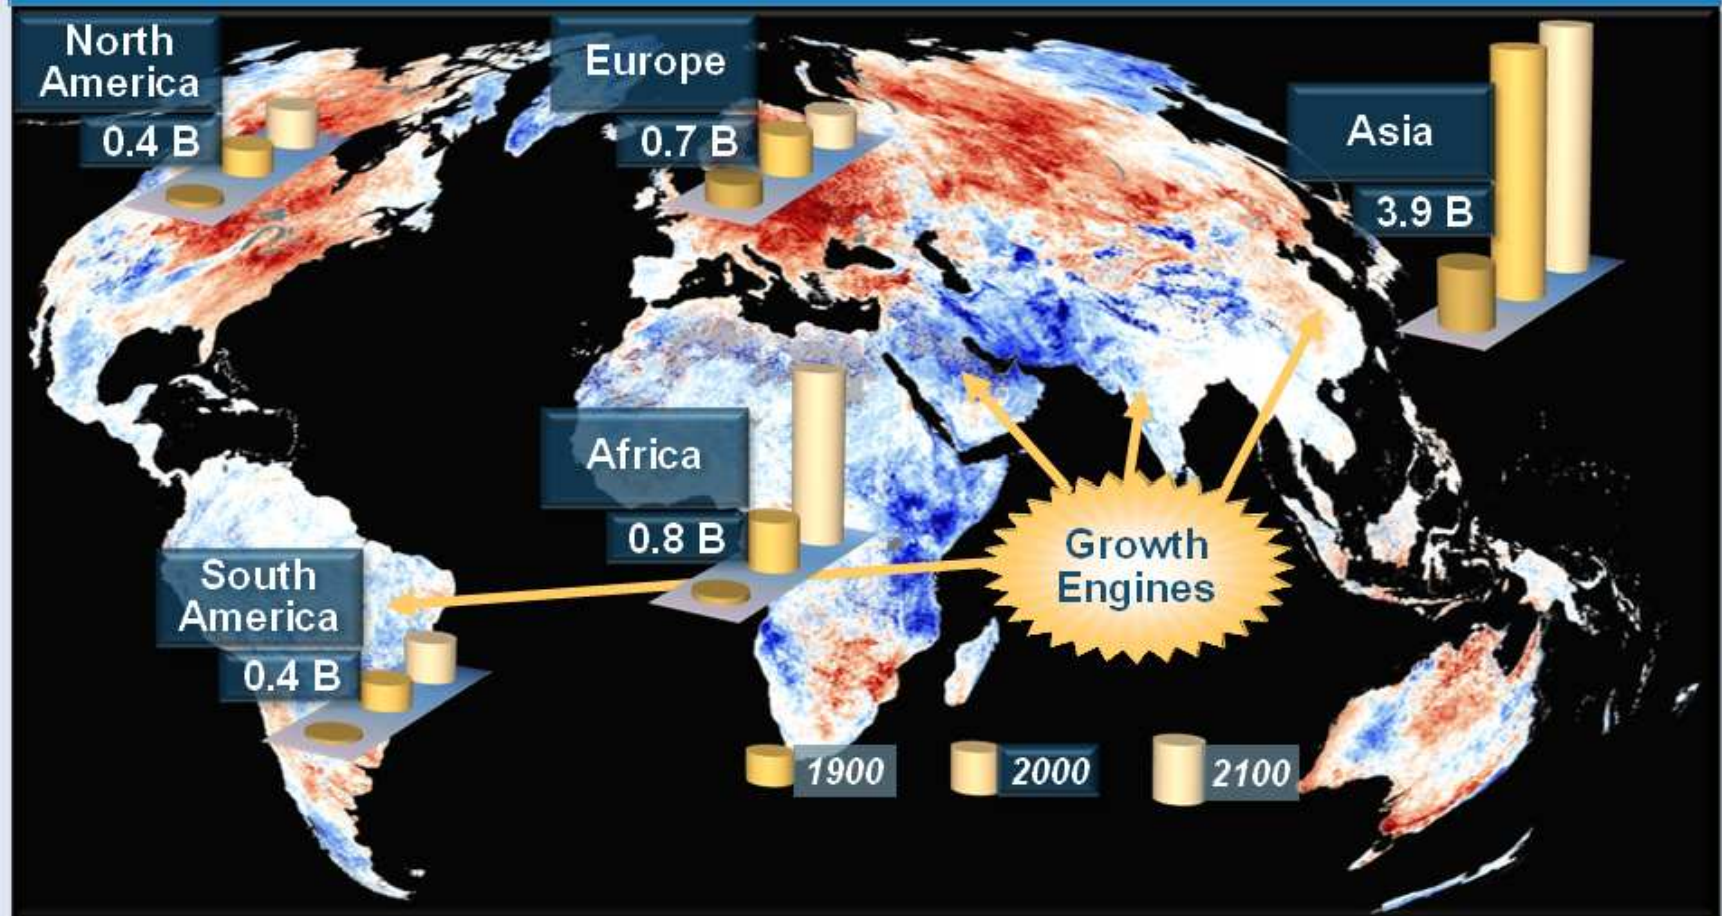 North
America
0.4 B
Europe
0.7 B
Asia
3.9 B
Africa
0.8 B
South
America
0.4 B
Growth
Engines
1900
2000
2100